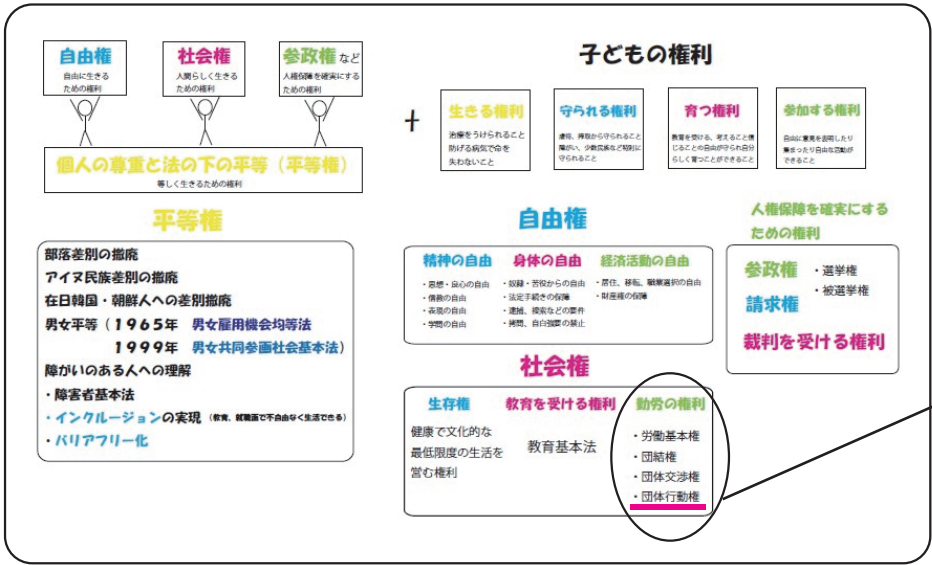 自由権
自由に生きる
ための権利
社会権
人間らしく生きる
ための権利
参政権 など
人権保障を確実にする
ための権利
個人の尊重と法の下の平等（平等権）
等しく生きるための権利
子どもの権利
+
生きる権利
治療をうけられること
防げる病気で命を
失わないこと
守られる権利
虐待、搾取から守られること
障がい、少数民族など特別に
守られること
育つ権利
教育を受ける、考えること信
じることの自由が守られ自分
らしく育つことができること
参加する権利
自由に意見を表明したり
集まったり自由な活動が
できること
平等権
部落差別の撤廃
アイヌ民族差別の撤廃
在日韓国・朝鮮人への差別撤廃
男女平等（１９６５年 男女雇用機会均等法
１９９９年 男女共同参画社会基本法）
障がいのある人への理解
・障害者基本法
・インクルージョンの実現（教育、就職面で不自由なく生活できる）
・バリアフリー化
自由権
精神の自由
・思想・良心の自由
・信教の自由
・表現の自由
・学問の自由
身体の自由
・奴隷・苦役からの自由
・法定手続きの保障
・逮捕、捜索などの要件
・拷問、自白強要の禁止
経済活動の自由
・居住、移転、職業選択の自由
・財産権の保障
社会権
生存権
健康で文化的な
最低限度の生活を
営む権利
教育を受ける権利
教育基本法
勤労の権利
・労働基本権
・団結権
・団体交渉権
・団体行動権
人権保障を確実にする
ための権利
参政権
・選挙権
・被選挙権
請求権
裁判を受ける権利